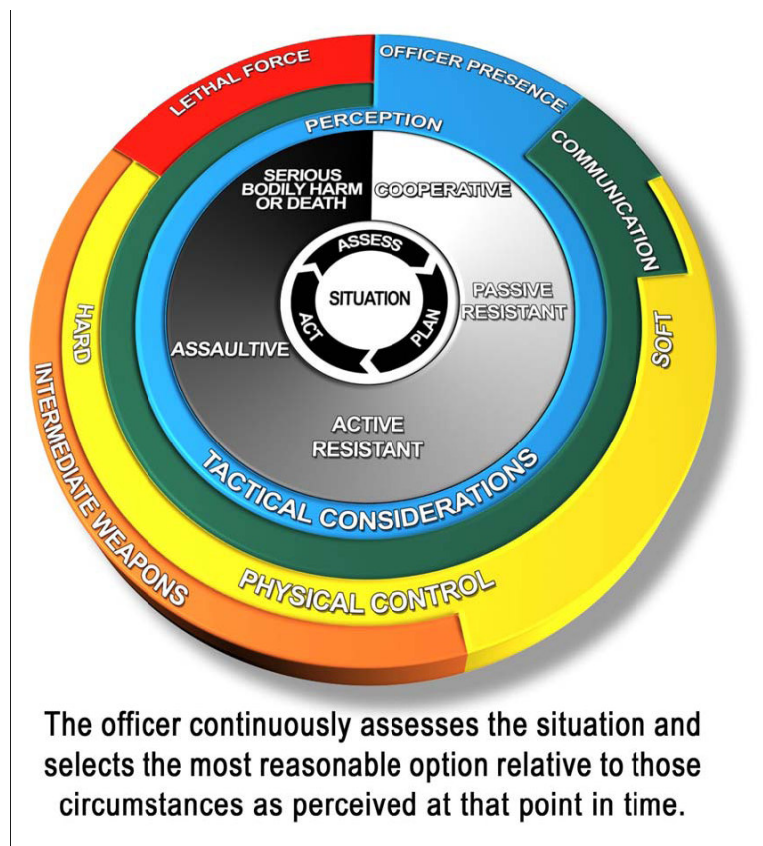 LETHAL FORCE
OFFICER PRESENCE
COMMUNICATION
PERCEPTION
SERIOUS
BODILY HARM
OR DEATH
COOPERATIVE
ASSESS
SITUATION
PLAN
ACT
PASSIVE
RESISTANT
ASSAULTIVE
ACTIVE
RESISTANT
HARD
SOFT
INTERMEDIATE WEAPONS
TACTICAL CONSIDERATIONS
PHYSICAL CONTROL
The officer continuously assesses the situation and
selects the most reasonable option relative to those
circumstances as perceived at that point in time.